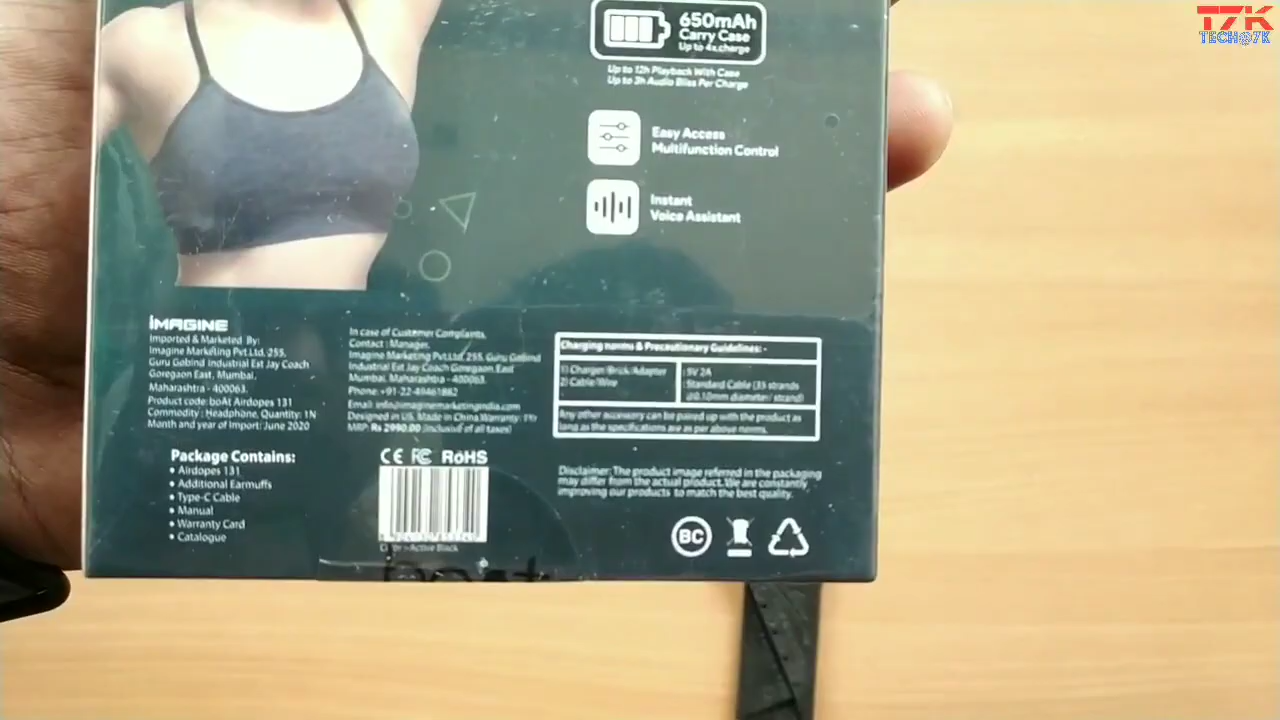 T7K
TECH@7K
650mAh
Carry Case
Up to 4x charge
Up to 12h Playback With Case
Up to 3h Audio Bliss Per Charge
Easy Access
Multifunction Control
Instant
Voice Assistant
IMAGINE
Imported & Marketed By:
Imagine Marketing Pvt.Ltd. 255,
Guru Gobind Industrial Est Jay Coach
Goregaon East, Mumbai,
Maharashtra - 400063.
Product code: boAt Airdopes 131
Commodity : Headphone, Quantity: 1N
Month and year of Import: June 2020
In case of Customer Complaints,
Contact : Manager,
Imagine Marketing Pvt.Ltd. 255, Guru Gobind
Industrial Est Jay Coach Goregaon East
Mumbai, Maharashtra - 400063.
Phone: +91-22-49461882
Email: info@imaginemarketingindia.com
Designed in US, Made in China, Warranty: 1Yr
MRP: Rs 2990.00 (Inclusive of all taxes)
Charging norms & Precautionary Guidelines: -
1) Charger/Brick/Adapter : 5V 2A
2) Cable/Wire : Standard Cable (35 strands
@0.10mm diameter/ strand)
Any other accessory can be paired up with the product as
long as the specifications are as per above norms.
Package Contains:
• Airdopes 131
• Additional Earmuffs
• Type-C Cable
• Manual
• Warranty Card
• Catalogue
CE FC RoHS
Color :- Active Black
Disclaimer: The product image referred in the packaging
may differ from the actual product. We are constantly
improving our products to match the best quality.
BC